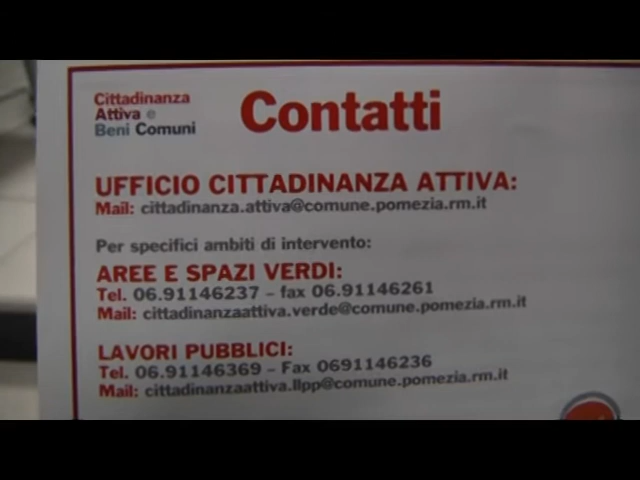 Cittadinanza
Attiva e
Beni Comuni
Contatti
UFFICIO CITTADINANZA ATTIVA:
Mail: cittadinanza.attiva@comune.pomezia.rm.it
Per specifici ambiti di intervento:
AREE E SPAZI VERDI:
Tel. 06.91146237 – fax 06.91146261
Mail: cittadinanzaattiva.verde@comune.pomezia.rm.it
LAVORI PUBBLICI:
Tel. 06.91146369 – Fax 0691146236
Mail: cittadinanzaattiva.llpp@comune.pomezia.rm.it